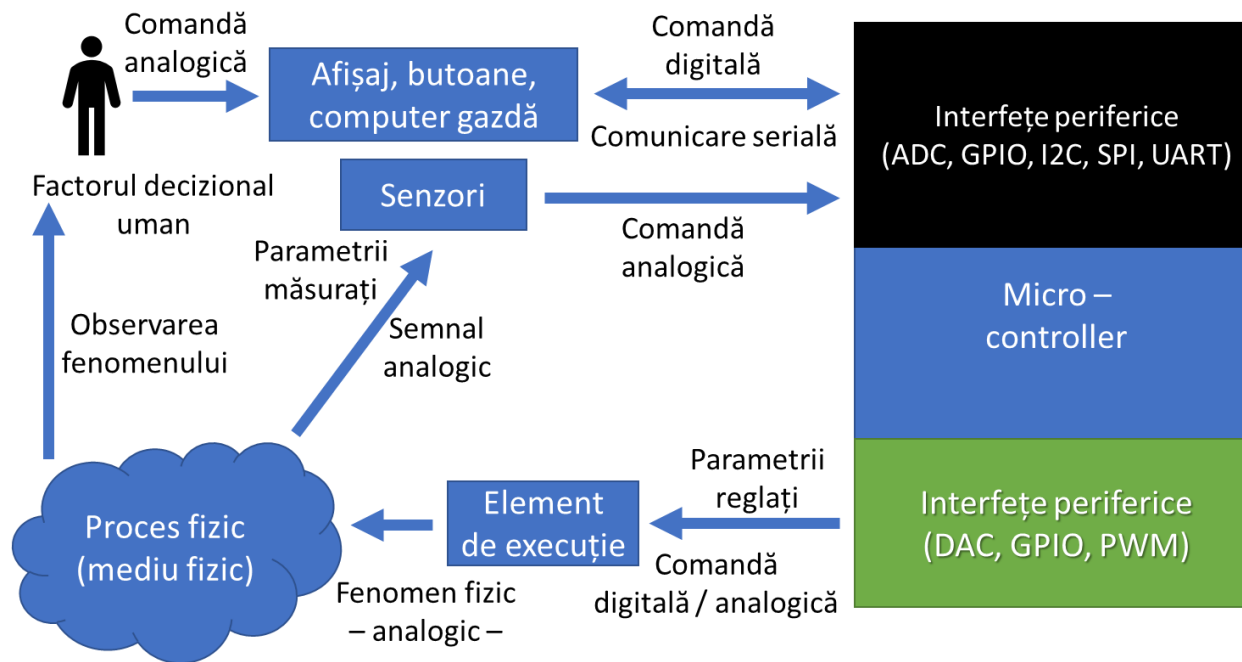 Comandă
analogică
Afișaj, butoane,
computer gazdă
Comandă
digitală
Comunicare serială
Interfețe periferice
(ADC, GPIO, I2C, SPI, UART)
Factorul decizional
uman
Senzori
Comandă
analogică
Parametrii
măsurați
Semnal
analogic
Observarea
fenomenului
Micro –
controller
Proces fizic
(mediu fizic)
Element
de execuție
Fenomen fizic
– analogic –
Parametrii
reglați
Comandă
digitală / analogică
Interfețe periferice
(DAC, GPIO, PWM)